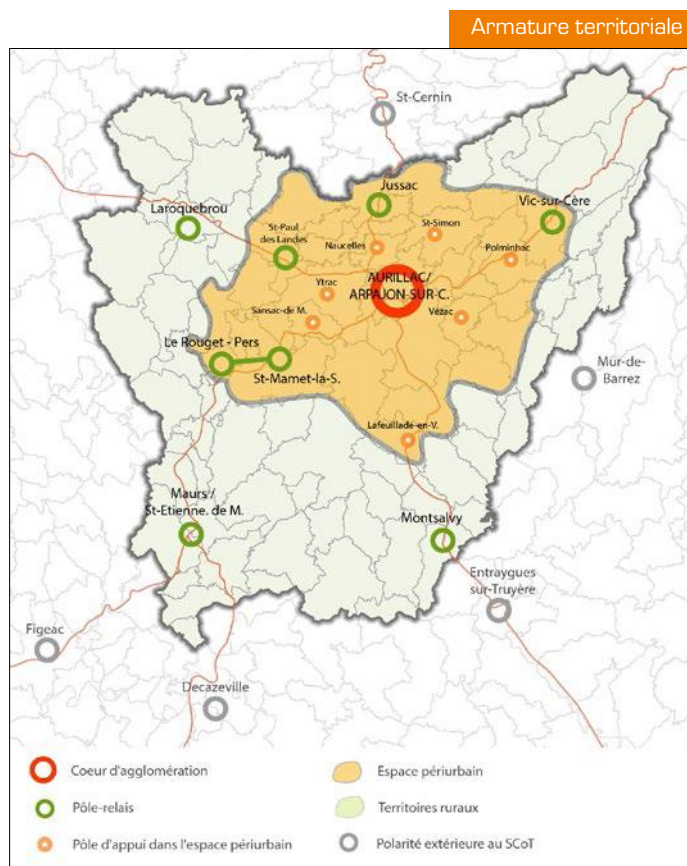 Armature territoriale
St-Cernin
Jussac
Vic-sur-Cère
Laroquebrou
St-Paul
des Landes
St-Simon
Naucelles
Polminhac
AURILLAC/
ARPAJON-SUR-C.
Ytrac
Sansac-de M.
Vézac
Le Rouget - Pers
St-Mamet-la-S.
Mur-de-
Barrez
Lafeuillade-en-V.
Maurs /
St-Etienne. de M.
Montsalvy
Entraygues
sur-Truyère
Figeac
Decazeville
Coeur d'agglomération
Espace périurbain
Pôle-relais
Territoires ruraux
Pôle d'appui dans l'espace périurbain
Polarité extérieure au SCoT